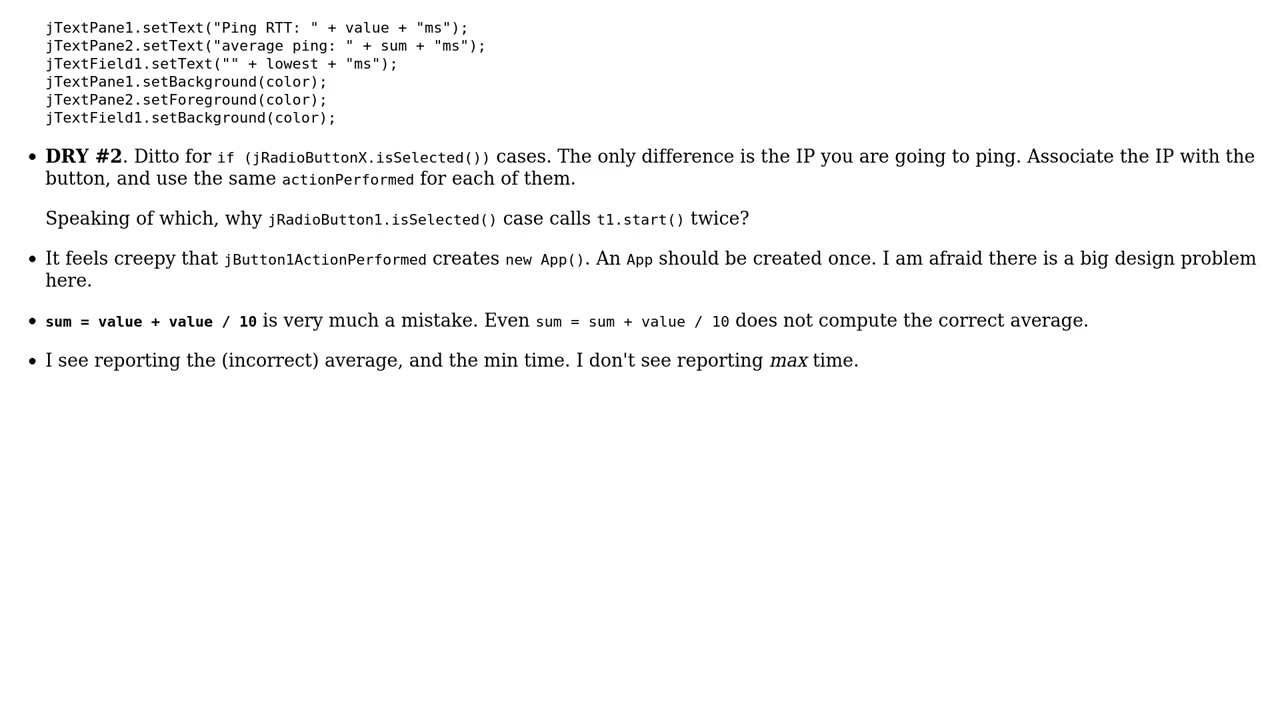 jTextPane1.setText("Ping RTT: " + value + "ms");
jTextPane2.setText("average ping: " + sum + "ms");
jTextField1.setText("" + lowest + "ms");
jTextPane1.setBackground(color);
jTextPane2.setForeground(color);
jTextField1.setBackground(color);
• DRY #2. Ditto for if (jRadioButtonX.isSelected()) cases. The only difference is the IP you are going to ping. Associate the IP with the
button, and use the same actionPerformed for each of them.
Speaking of which, why jRadioButton1.isSelected() case calls t1.start() twice?
• It feels creepy that jButton1ActionPerformed creates new App(). An App should be created once. I am afraid there is a big design problem
here.
• sum = value + value / 10 is very much a mistake. Even sum = sum + value / 10 does not compute the correct average.
• I see reporting the (incorrect) average, and the min time. I don't see reporting max time.